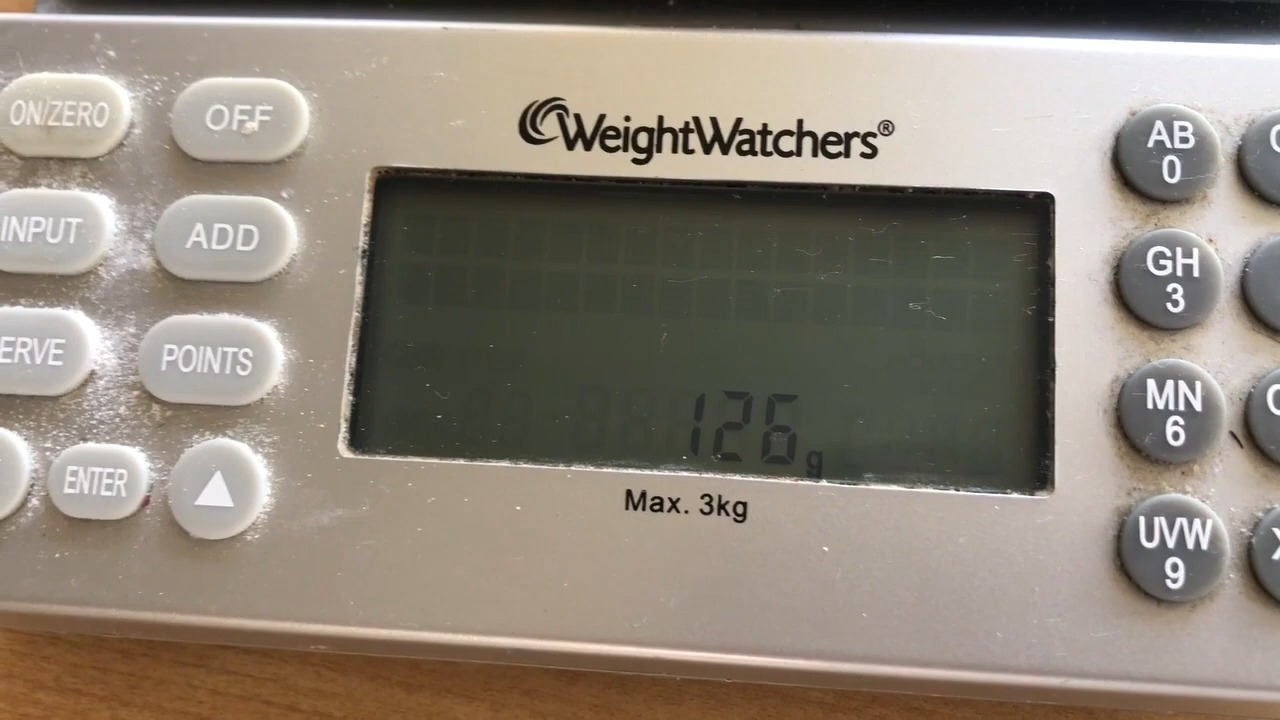 WeightWatchers®
ON/ZERO
OFF
INPUT
ADD
ERVE
POINTS
ENTER
126 g
Max. 3kg
AB
0
GH
3
MN
6
UVW
9